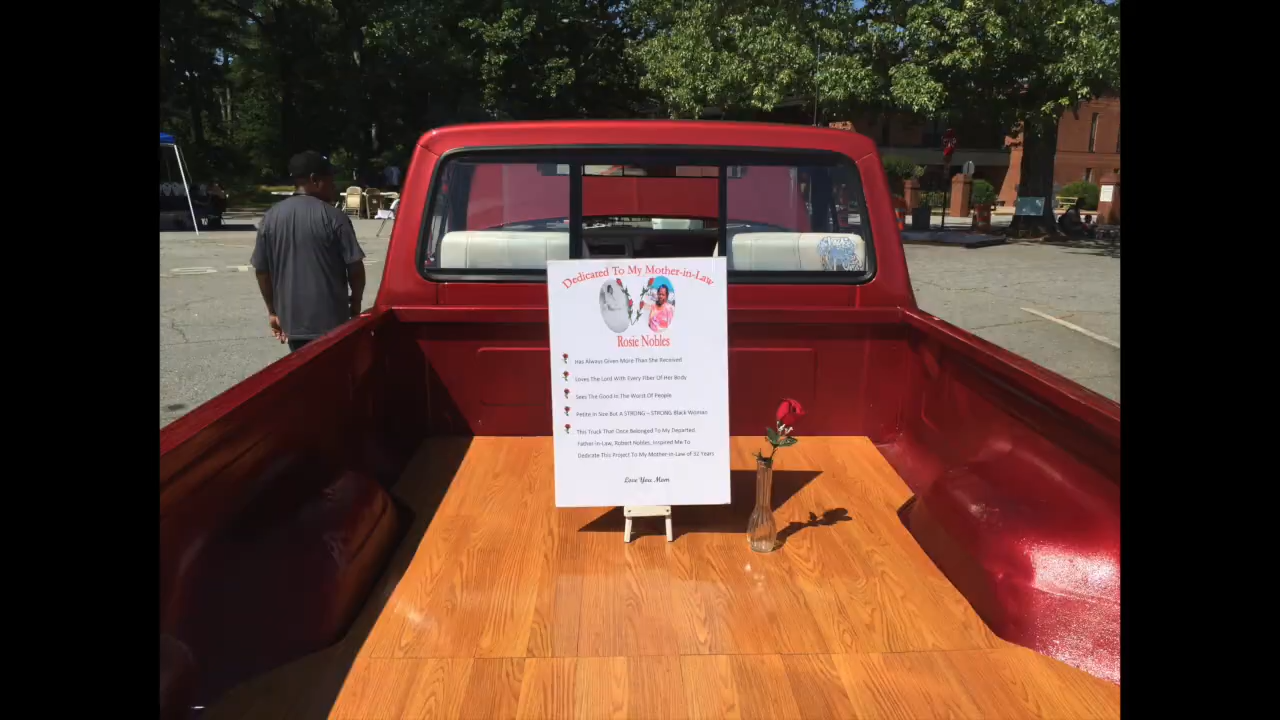 Dedicated To My Mother-in-Law
Rosie Nobles
Has Always Given More Than She Received
Loves The Lord With Every Fiber Of Her Body
Sees The Good In The Worst Of People
Petite In Size But A STRONG – STRONG Black Woman
This Truck That Once Belonged To My Departed
Father-in-Law, Robert Nobles, Inspired Me To
Dedicate This Project To My Mother-in-Law of 32 Years
Love You Mom